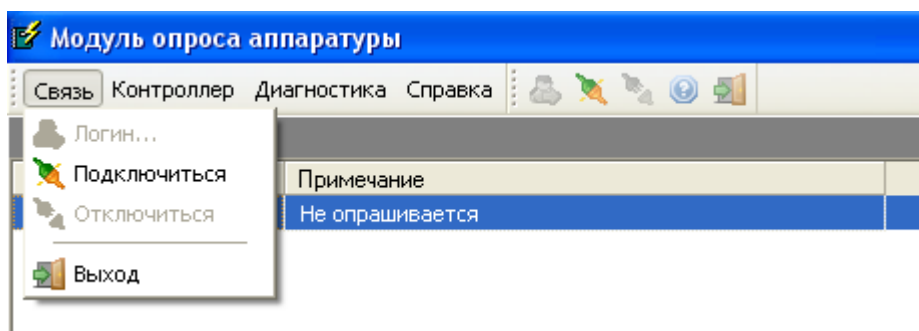 Модуль опроса аппаратуры
Связь Контроллер Диагностика Справка
Логин...
Подключиться
Примечание
Отключиться
Не опрашивается
Выход